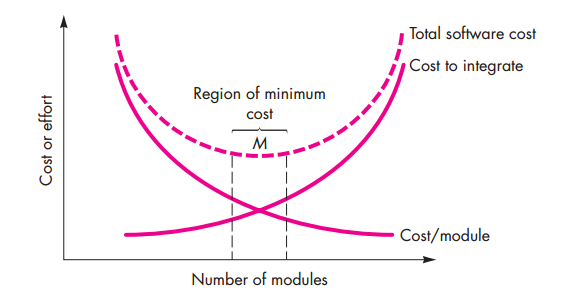 Total software cost
Cost to integrate
Region of minimum
cost
M
Cost or effort
Cost/module
Number of modules